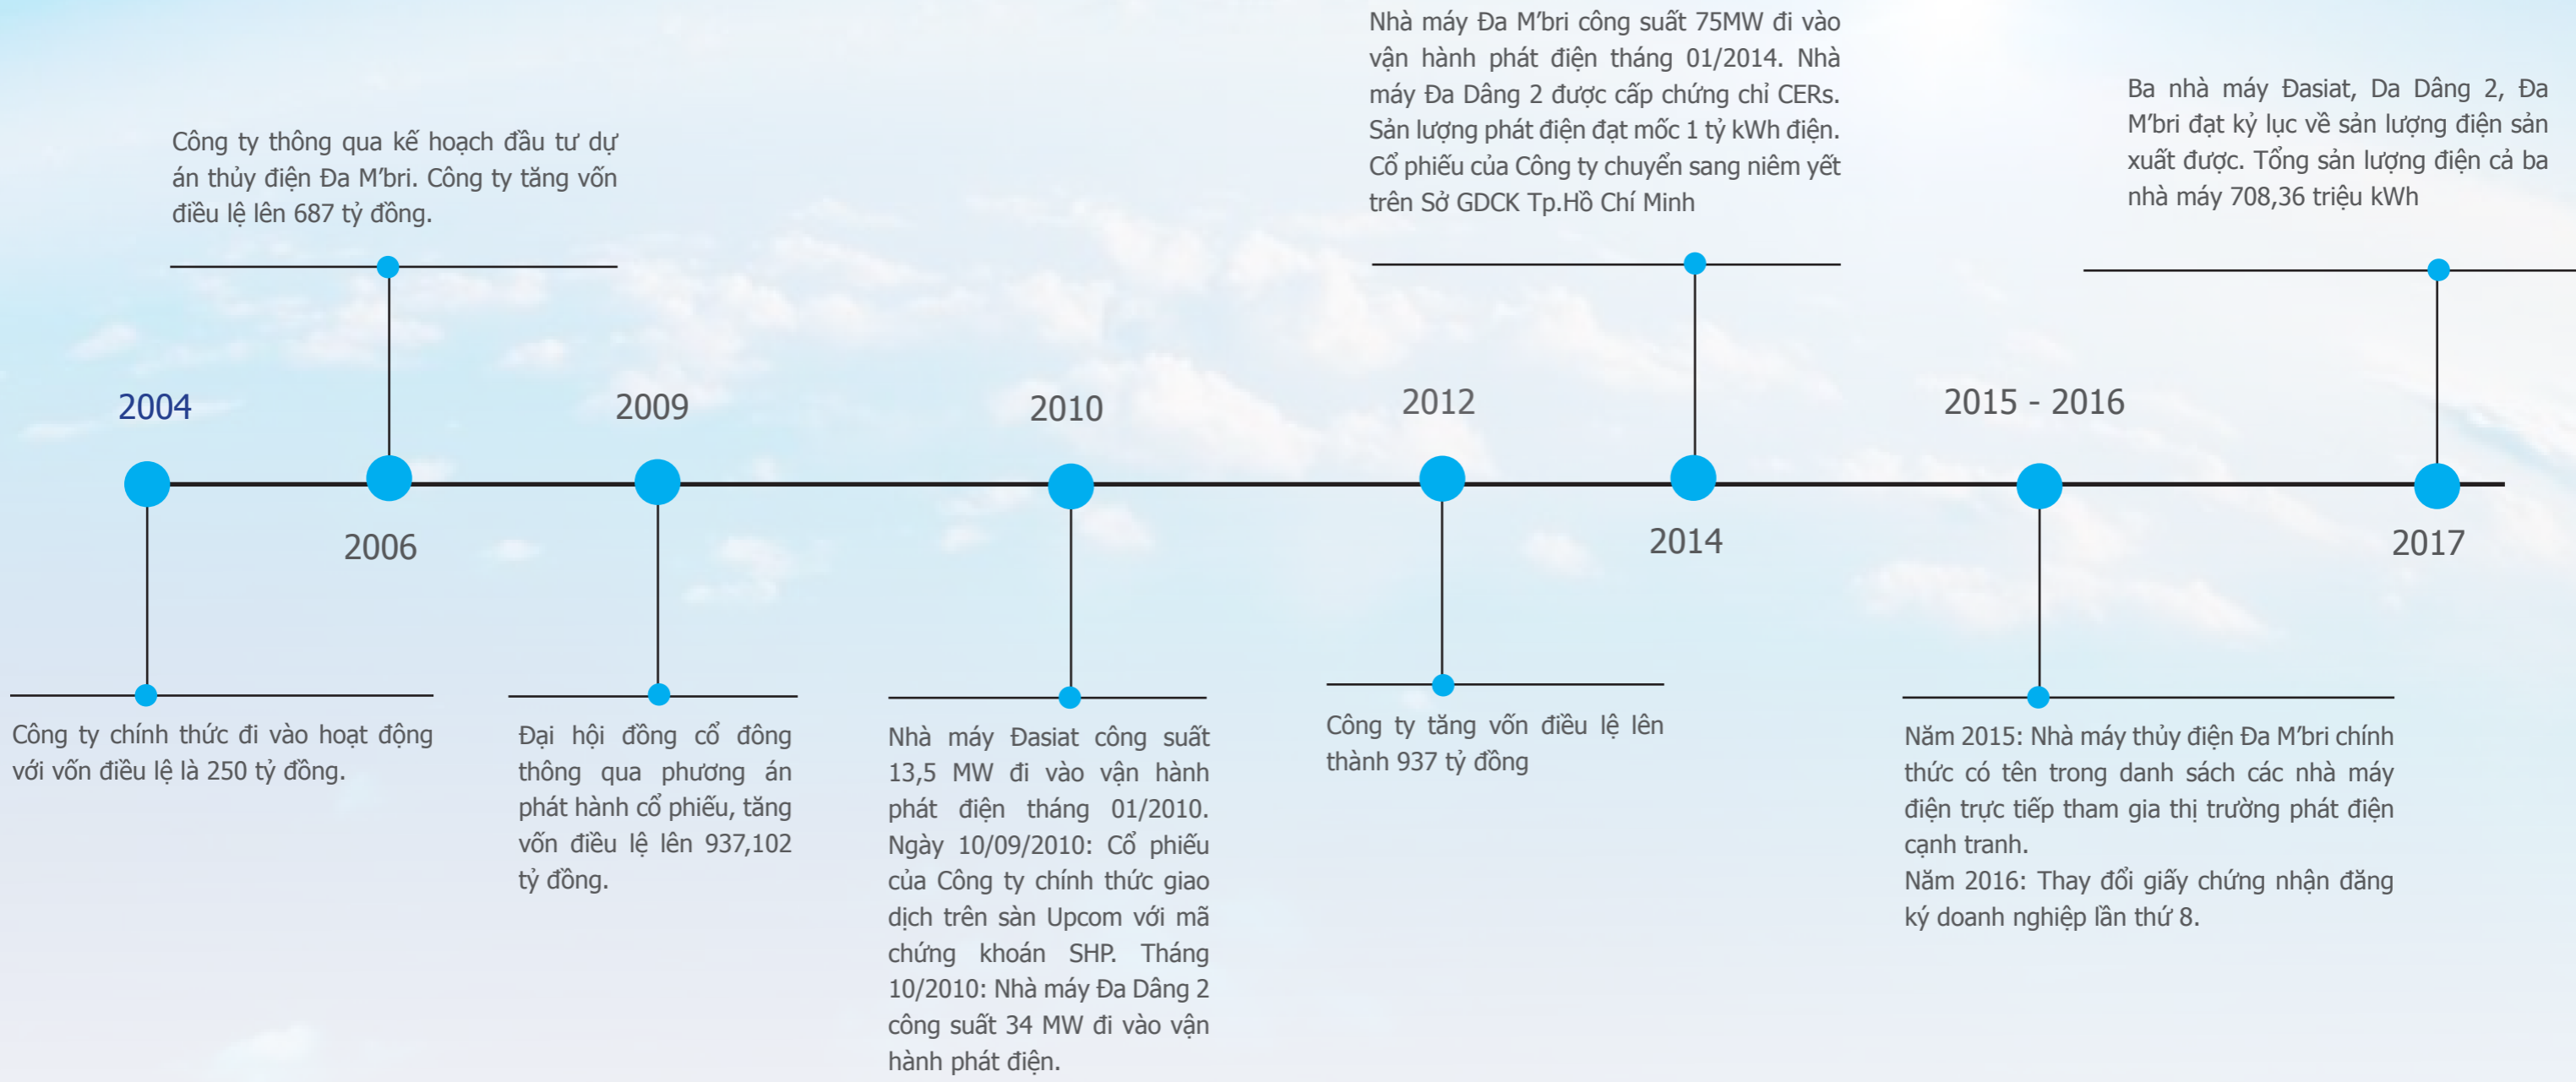 2004
Công ty chính thức đi vào hoạt động
với vốn điều lệ là 250 tỷ đồng.
Công ty thông qua kế hoạch đầu tư dự
án thủy điện Đa M'bri. Công ty tăng vốn
điều lệ lên 687 tỷ đồng.
2006
2009
Đại hội đồng cổ đông
thông qua phương án
phát hành cổ phiếu, tăng
vốn điều lệ lên 937,102
tỷ đồng.
2010
Nhà máy Đasiat công suất
13,5 MW đi vào vận hành
phát điện tháng 01/2010.
Ngày 10/09/2010: Cổ phiếu
của Công ty chính thức giao
dịch trên sàn Upcom với mã
chứng khoán SHP. Tháng
10/2010: Nhà máy Đa Dâng 2
công suất 34 MW đi vào vận
hành phát điện.
2012
Công ty tăng vốn điều lệ lên
thành 937 tỷ đồng
Nhà máy Đa M'bri công suất 75MW đi vào
vận hành phát điện tháng 01/2014. Nhà
máy Đa Dâng 2 được cấp chứng chỉ CERs.
Sản lượng phát điện đạt mốc 1 tỷ kWh điện.
Cổ phiếu của Công ty chuyển sang niêm yết
trên Sở GDCK Tp.Hồ Chí Minh
2014
2015 - 2016
Năm 2015: Nhà máy thủy điện Đa M'bri chính
thức có tên trong danh sách các nhà máy
điện trực tiếp tham gia thị trường phát điện
cạnh tranh.
Năm 2016: Thay đổi giấy chứng nhận đăng
ký doanh nghiệp lần thứ 8.
Ba nhà máy Đasiat, Da Dâng 2, Đa
M'bri đạt kỷ lục về sản lượng điện sản
xuất được. Tổng sản lượng điện cả ba
nhà máy 708,36 triệu kWh
2017